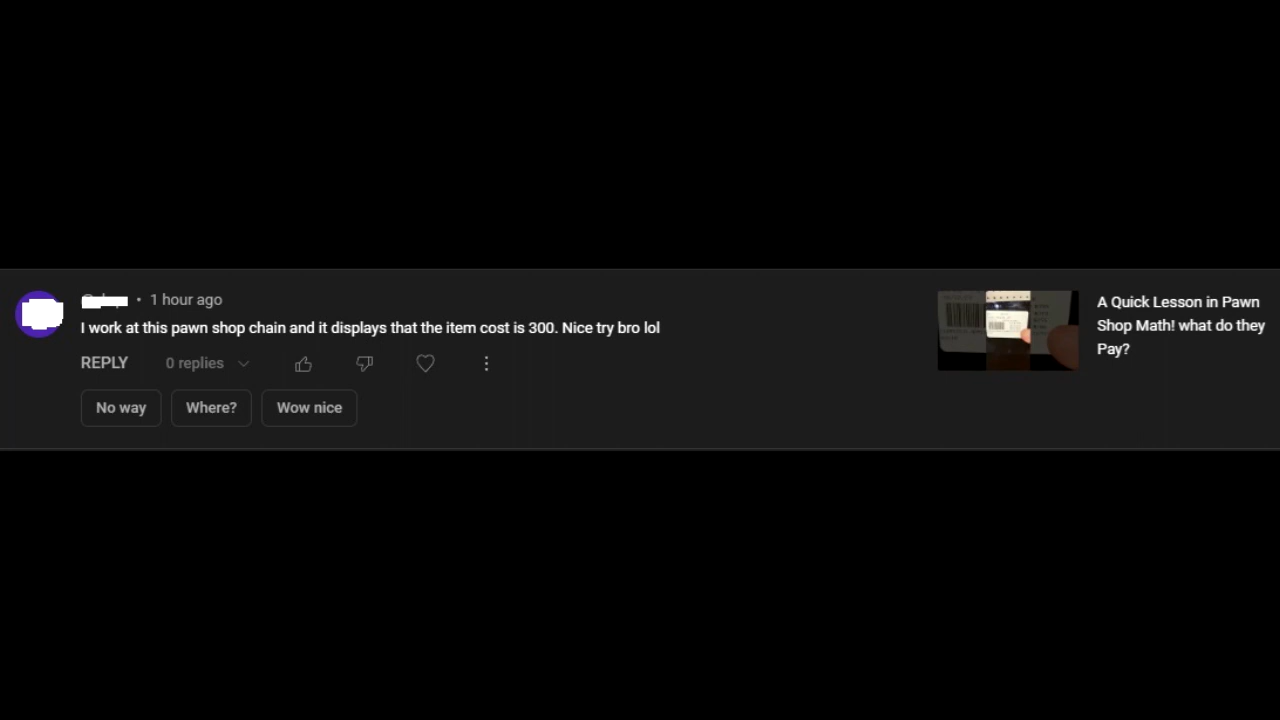 • 1 hour ago
I work at this pawn shop chain and it displays that the item cost is 300. Nice try bro lol
REPLY 0 replies
No way Where? Wow nice
A Quick Lesson in Pawn
Shop Math! what do they
Pay?